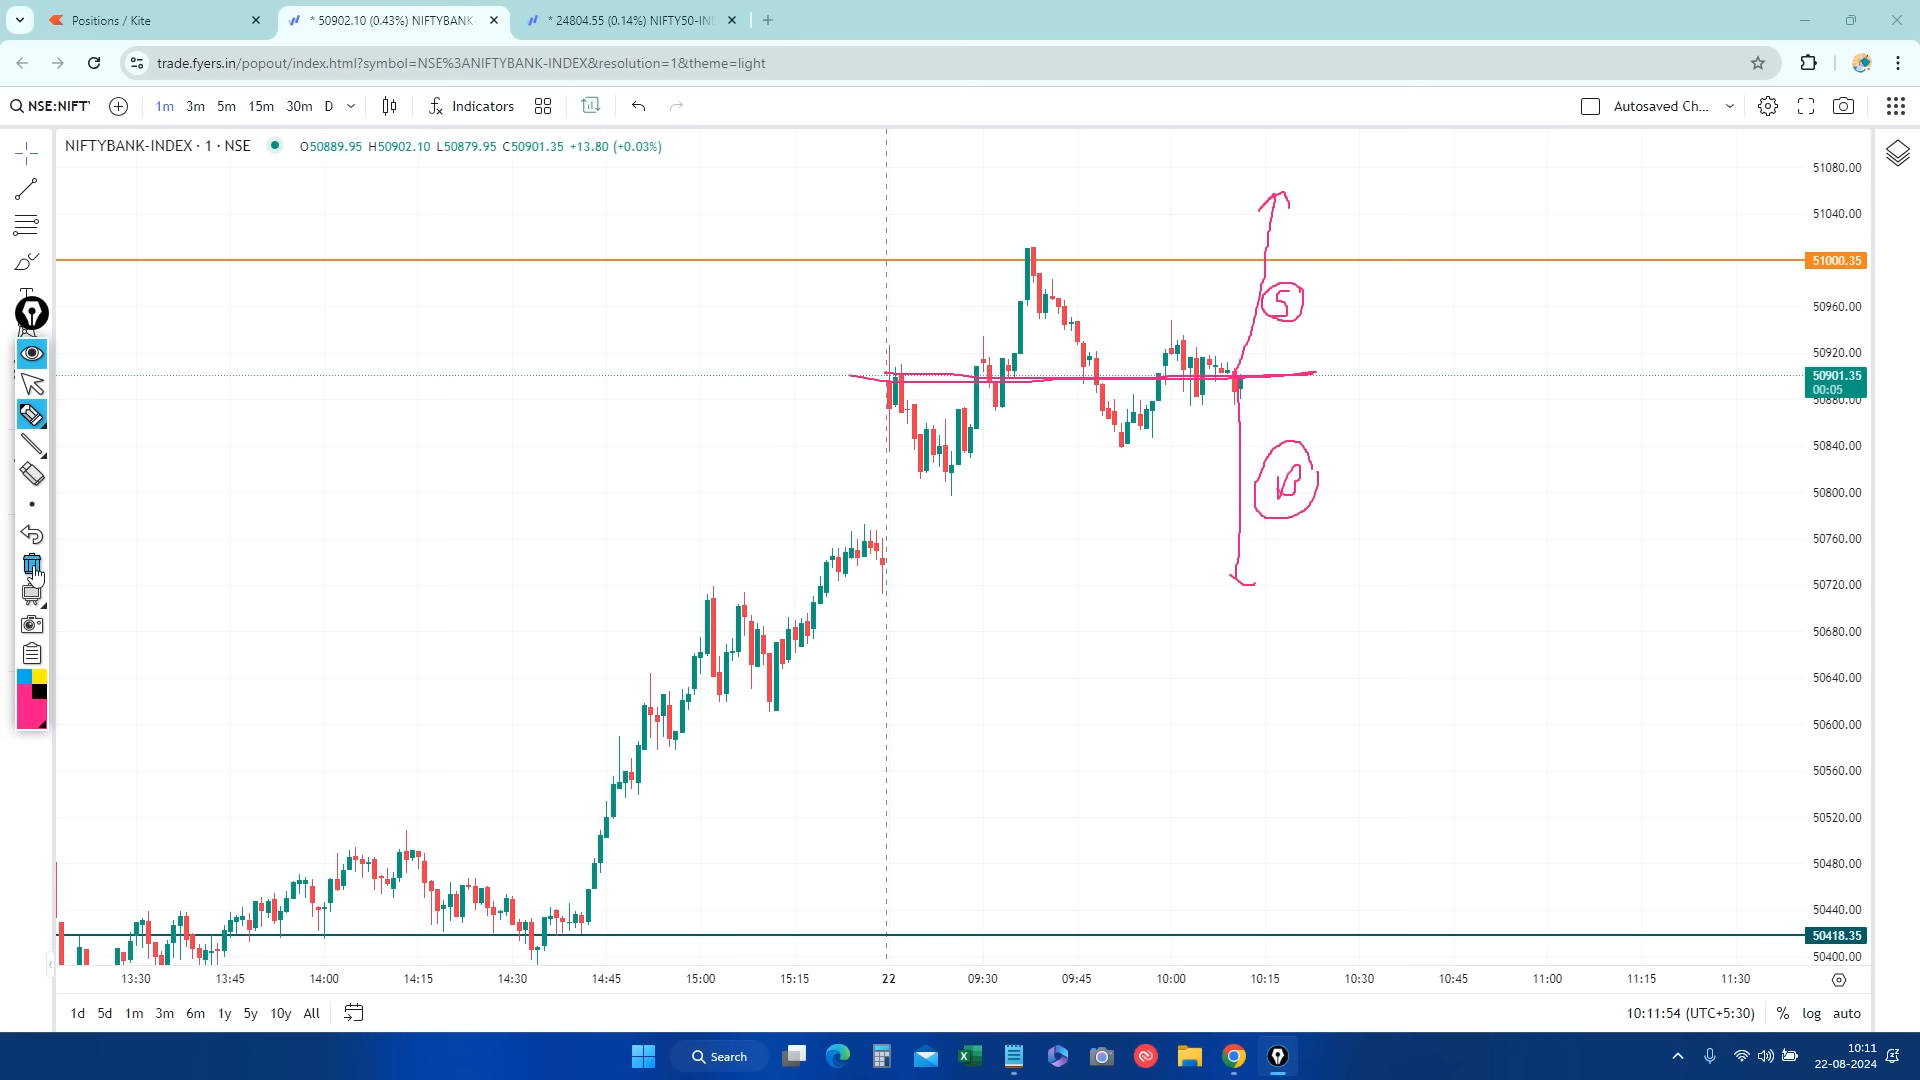 Positions / Kite
* 50902.10 (0.43%) NIFTYBANK-
* 24804.55 (0.14%) NIFTY50-IND
trade.fyers.in/popout/index.html?symbol=NSE%3ANIFTYBANK-INDEX&resolution=1&theme=light
NSE:NIFT
1m 3m 5m 15m 30m D
Indicators
Autosaved Ch...
NIFTYBANK-INDEX · 1 · NSE
O50889.95 H50902.10 L50879.95 C50901.35 +13.80 (+0.03%)
51080.00
51040.00
51000.35
50960.00
S
50920.00
50901.35
00:05
50880.00
50840.00
50800.00
50760.00
50720.00
50680.00
50640.00
50600.00
50560.00
50520.00
50480.00
50440.00
50418.35
50400.00
13:30 13:45 14:00 14:15 14:30 14:45 15:00 15:15 22 09:30 09:45 10:00 10:15 10:30 10:45 11:00 11:15 11:30
1d 5d 1m 3m 6m 1y 5y 10y All
10:11:54 (UTC+5:30) % log auto
Search
10:11
22-08-2024